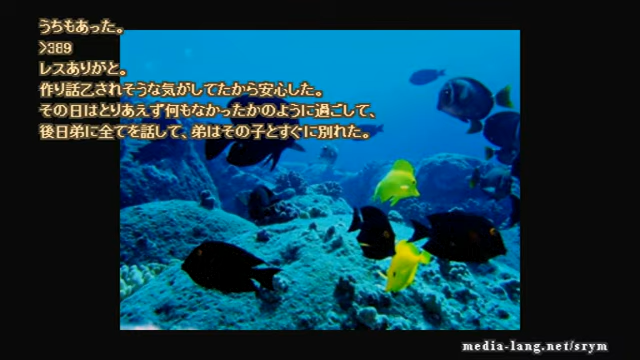 うちもあった。
>389
レスありがと。
作り話乙されそうな気がしてたから安心した。
その日はとりあえず何もなかったかのように過ごして、
後日弟に全てを話して、弟はその子とすぐに別れた。
media-lang.net/srym